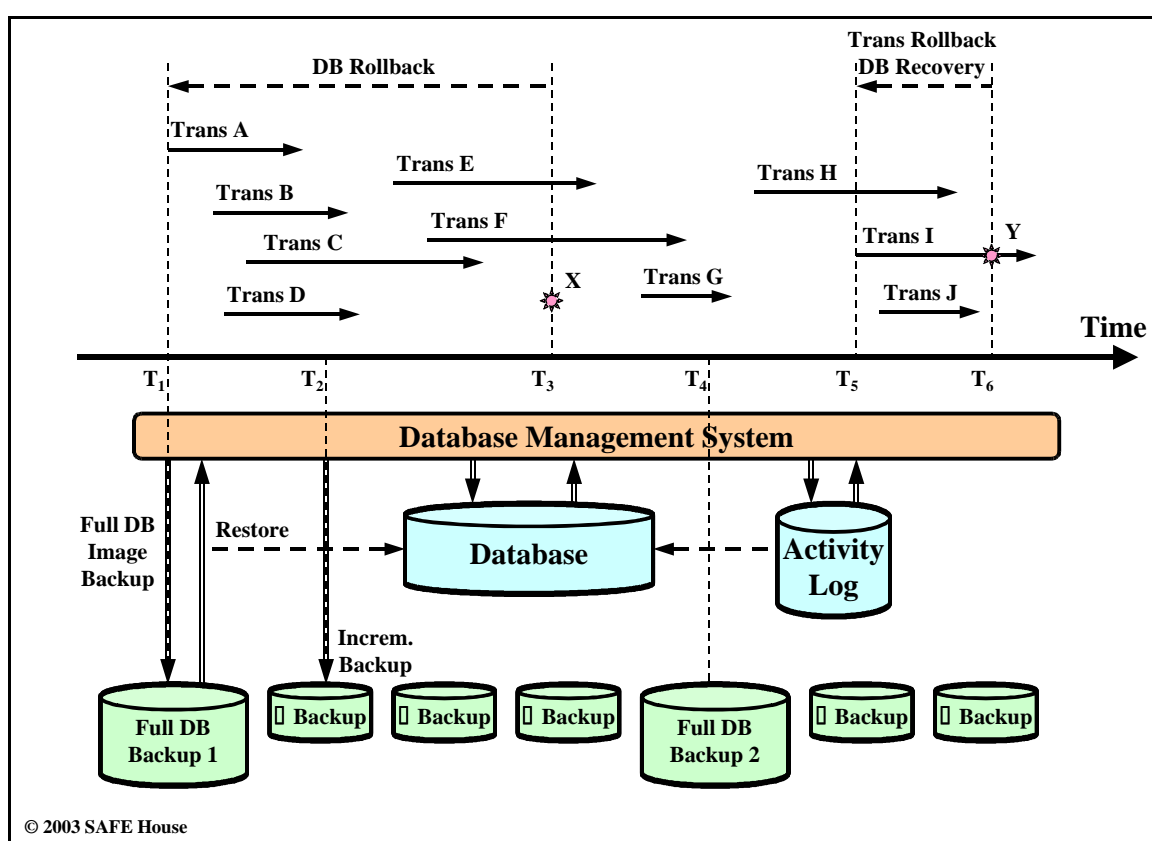 Trans Rollback
DB Recovery
DB Rollback
Trans A
Trans E
Trans H
Trans B
Trans F
Trans C
Trans I
Y
X
Trans G
Trans D
Trans J
Time
T1
T2
T3
T4
T5
T6
Database Management System
Full DB
Image
Backup
Restore
Database
Activity
Log
Increm.
Backup
Full DB
Backup 1
▯ Backup
▯ Backup
▯ Backup
Full DB
Backup 2
▯ Backup
▯ Backup
© 2003 SAFE House